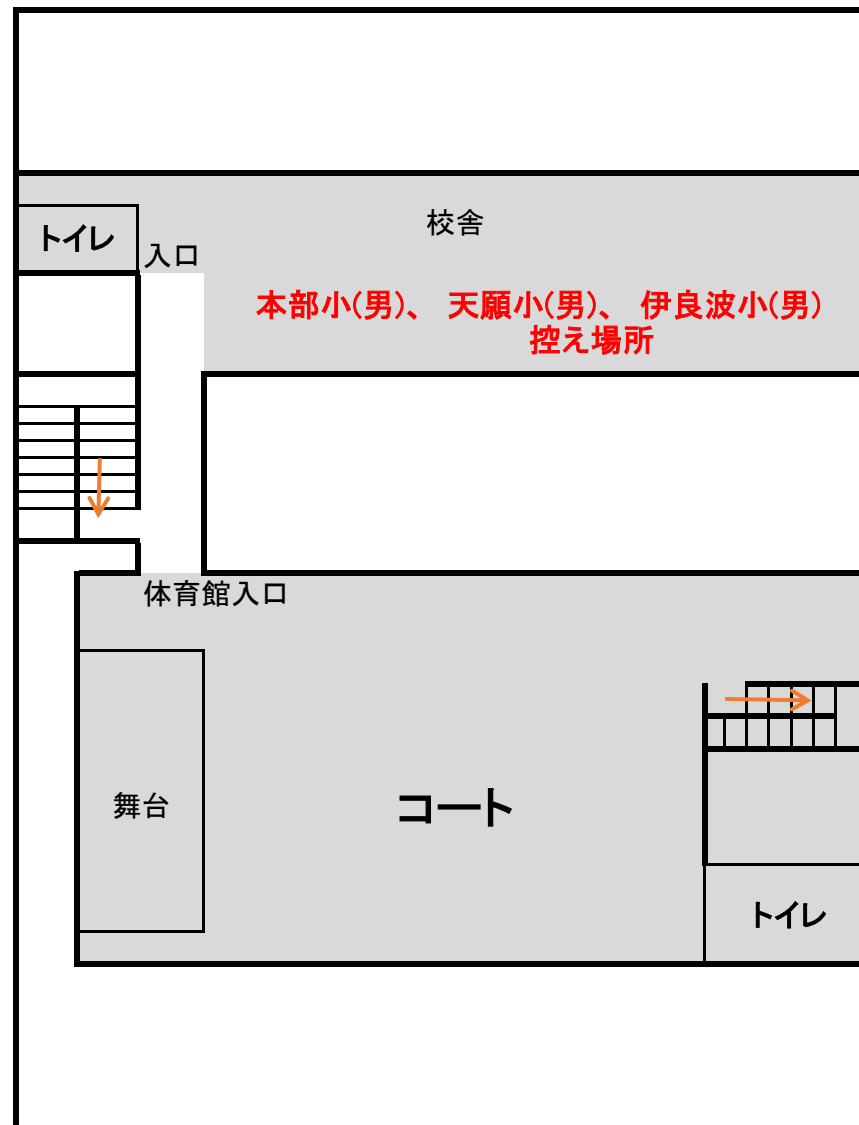 校舎
トイレ
入口
本部小(男)、 天願小(男)、 伊良波小(男)
控え場所
体育館入口
舞台
コート
トイレ